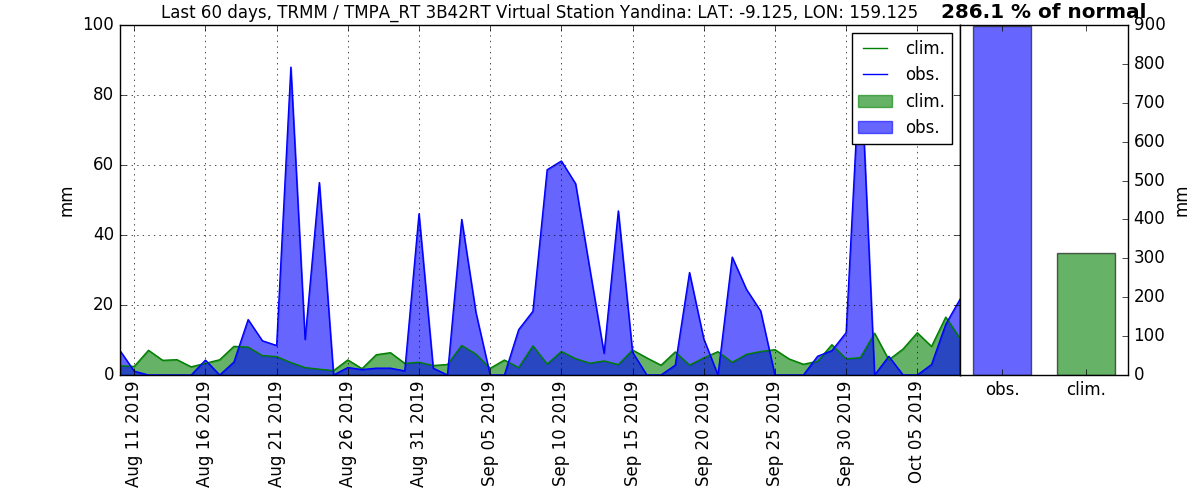 Last 60 days, TRMM / TMPA_RT 3B42RT Virtual Station Yandina: LAT: -9.125, LON: 159.125
286.1 % of normal
100
80
60
40
20
0
mm
clim.
obs.
clim.
obs.
900
800
700
600
500
400
300
200
100
0
mm
obs.
clim.
Aug 11 2019
Aug 16 2019
Aug 21 2019
Aug 26 2019
Aug 31 2019
Sep 05 2019
Sep 10 2019
Sep 15 2019
Sep 20 2019
Sep 25 2019
Sep 30 2019
Oct 05 2019